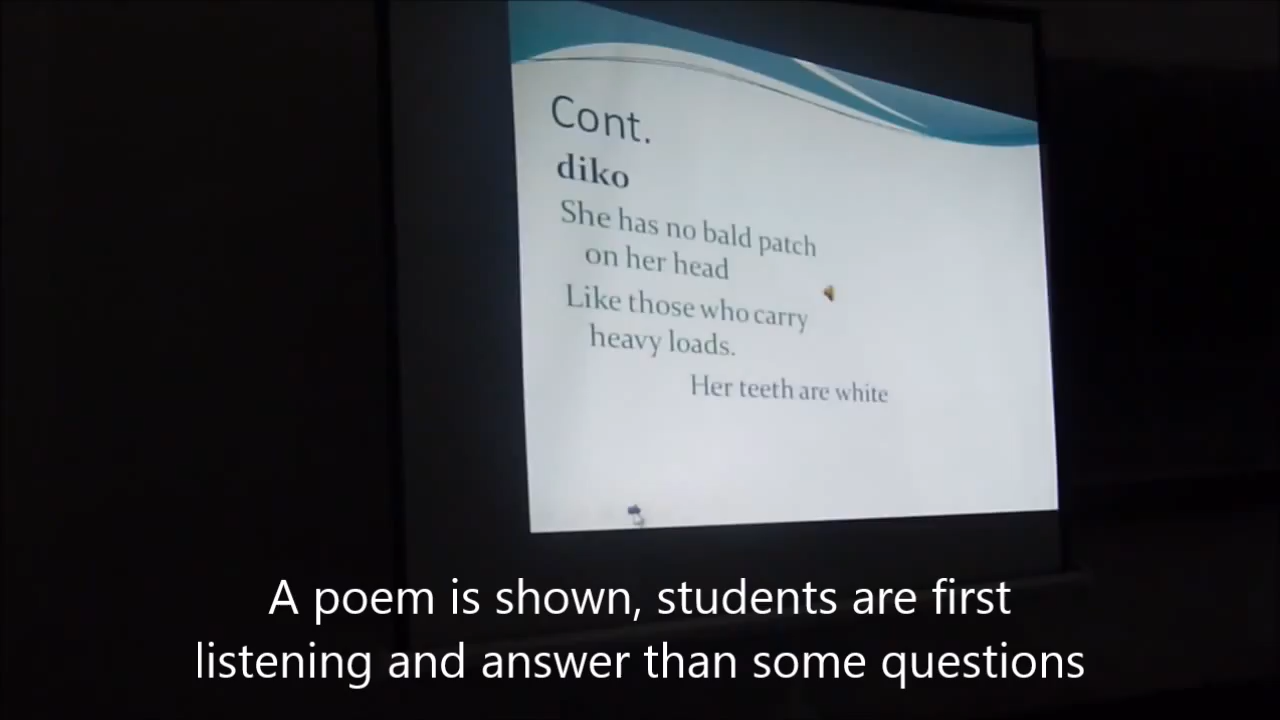 Cont.
diko
She has no bald patch
on her head
Like those who carry
heavy loads.
Her teeth are white
A poem is shown, students are first
listening and answer than some questions